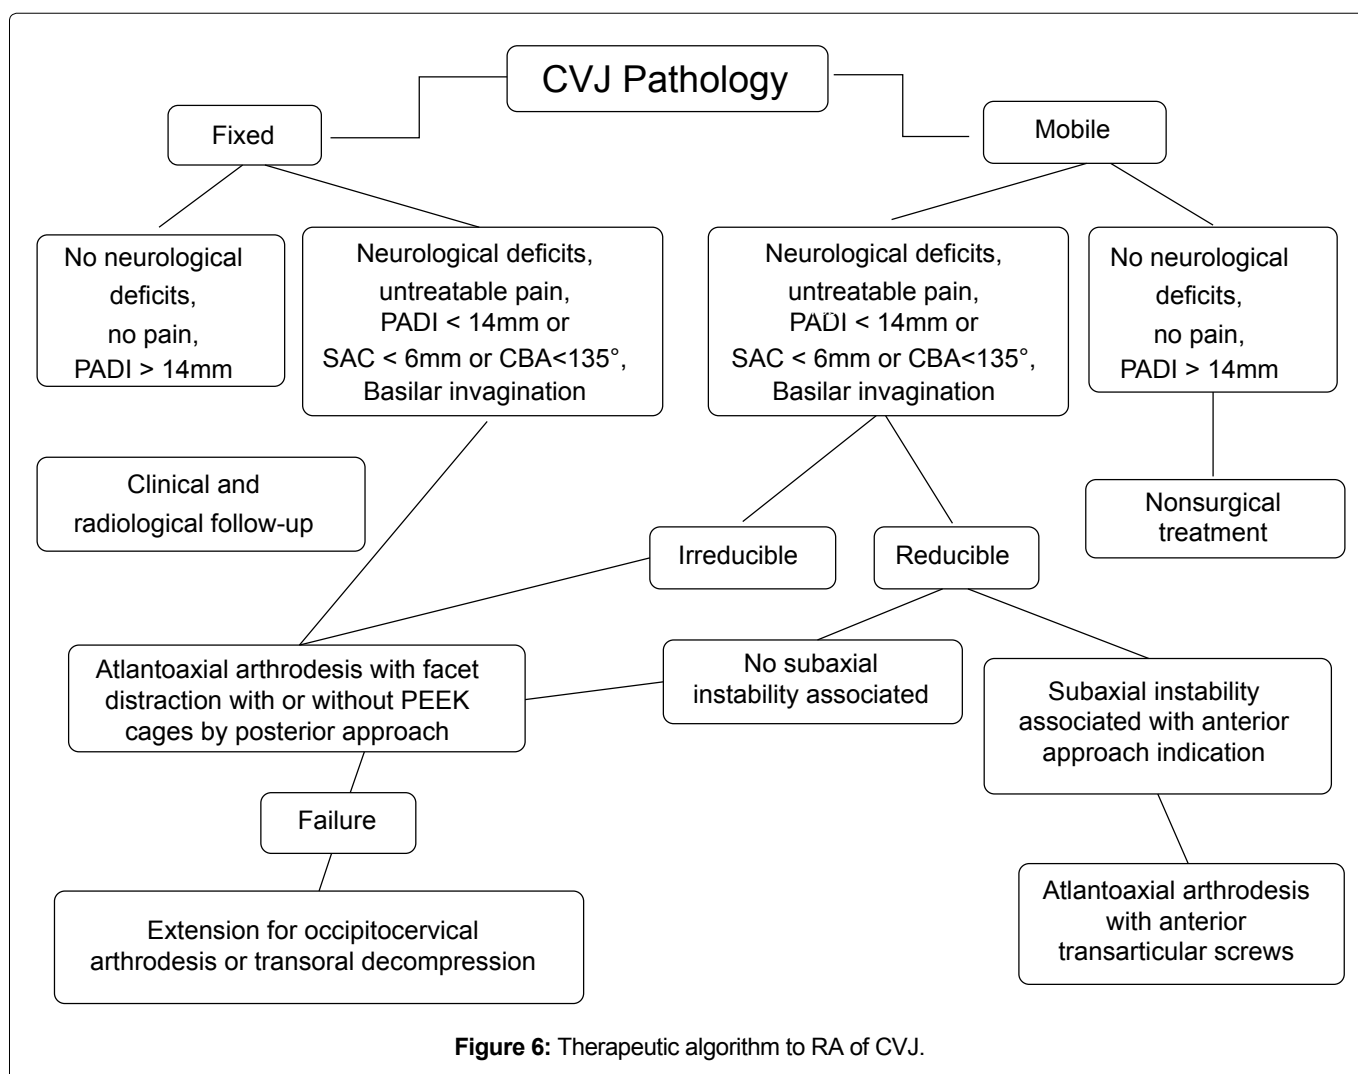 CVJ Pathology
Fixed
Mobile
No neurological
deficits,
no pain,
PADI > 14mm
Neurological deficits,
untreatable pain,
PADI < 14mm or
SAC < 6mm or CBA<135°,
Basilar invagination
Neurological deficits,
untreatable pain,
PADI < 14mm or
SAC < 6mm or CBA<135°,
Basilar invagination
No neurological
deficits,
no pain,
PADI > 14mm
Clinical and
radiological follow-up
Nonsurgical
treatment
Irreducible
Reducible
Atlantoaxial arthrodesis with facet
distraction with or without PEEK
cages by posterior approach
No subaxial
instability associated
Subaxial instability
associated with anterior
approach indication
Failure
Atlantoaxial arthrodesis
with anterior
transarticular screws
Extension for occipitocervical
arthrodesis or transoral decompression
Figure 6: Therapeutic algorithm to RA of CVJ.